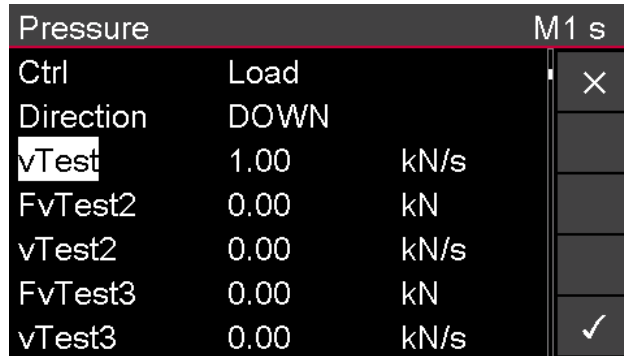 Pressure M1 s
Ctrl Load
Direction DOWN
vTest 1.00 kN/s
FvTest2 0.00 kN
vTest2 0.00 kN/s
FvTest3 0.00 kN
vTest3 0.00 kN/s